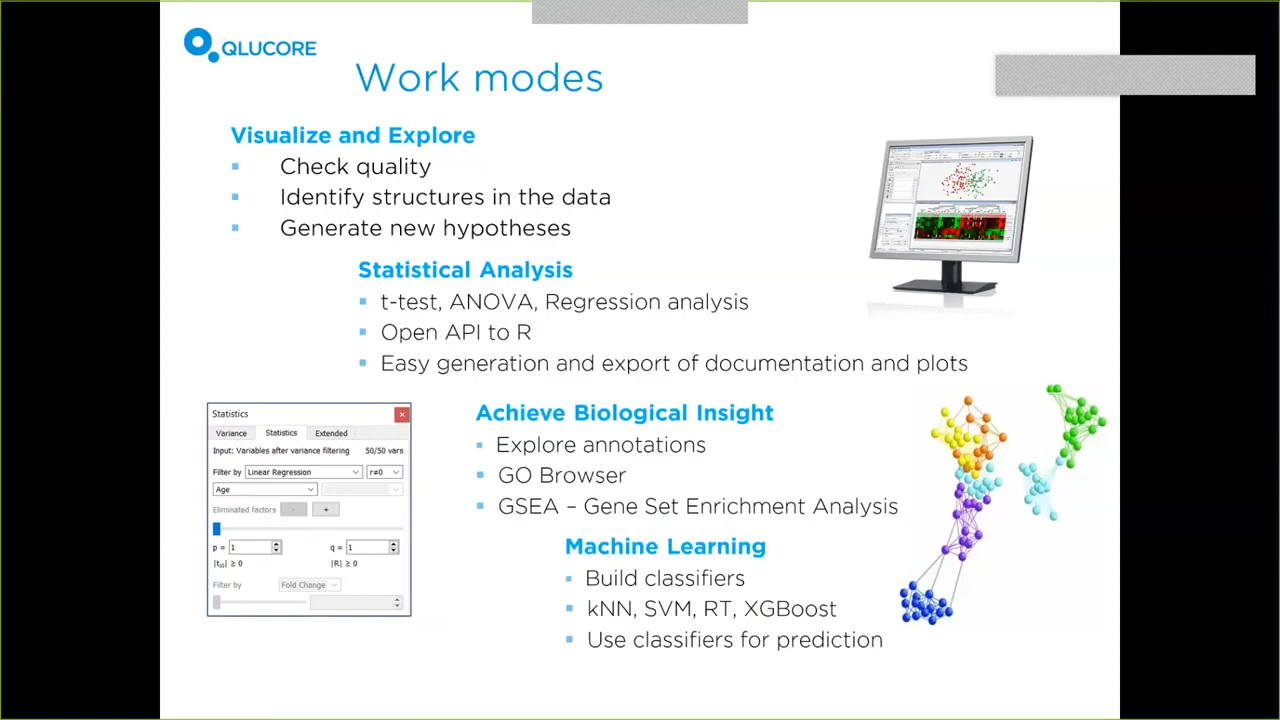 QLUCORE
Work modes
Visualize and Explore
Check quality
Identify structures in the data
Generate new hypotheses
Statistical Analysis
t-test, ANOVA, Regression analysis
Open API to R
Easy generation and export of documentation and plots
Achieve Biological Insight
Explore annotations
GO Browser
GSEA – Gene Set Enrichment Analysis
Machine Learning
Build classifiers
kNN, SVM, RT, XGBoost
Use classifiers for prediction
Statistics
Variance Statistics Extended
Input: Variables after variance filtering 50/50 vars
Filter by Linear Regression r≠0
Age
Eliminated factors - +
p = 1 q = 1
|R| ≥ 0
Filter by Fold Change